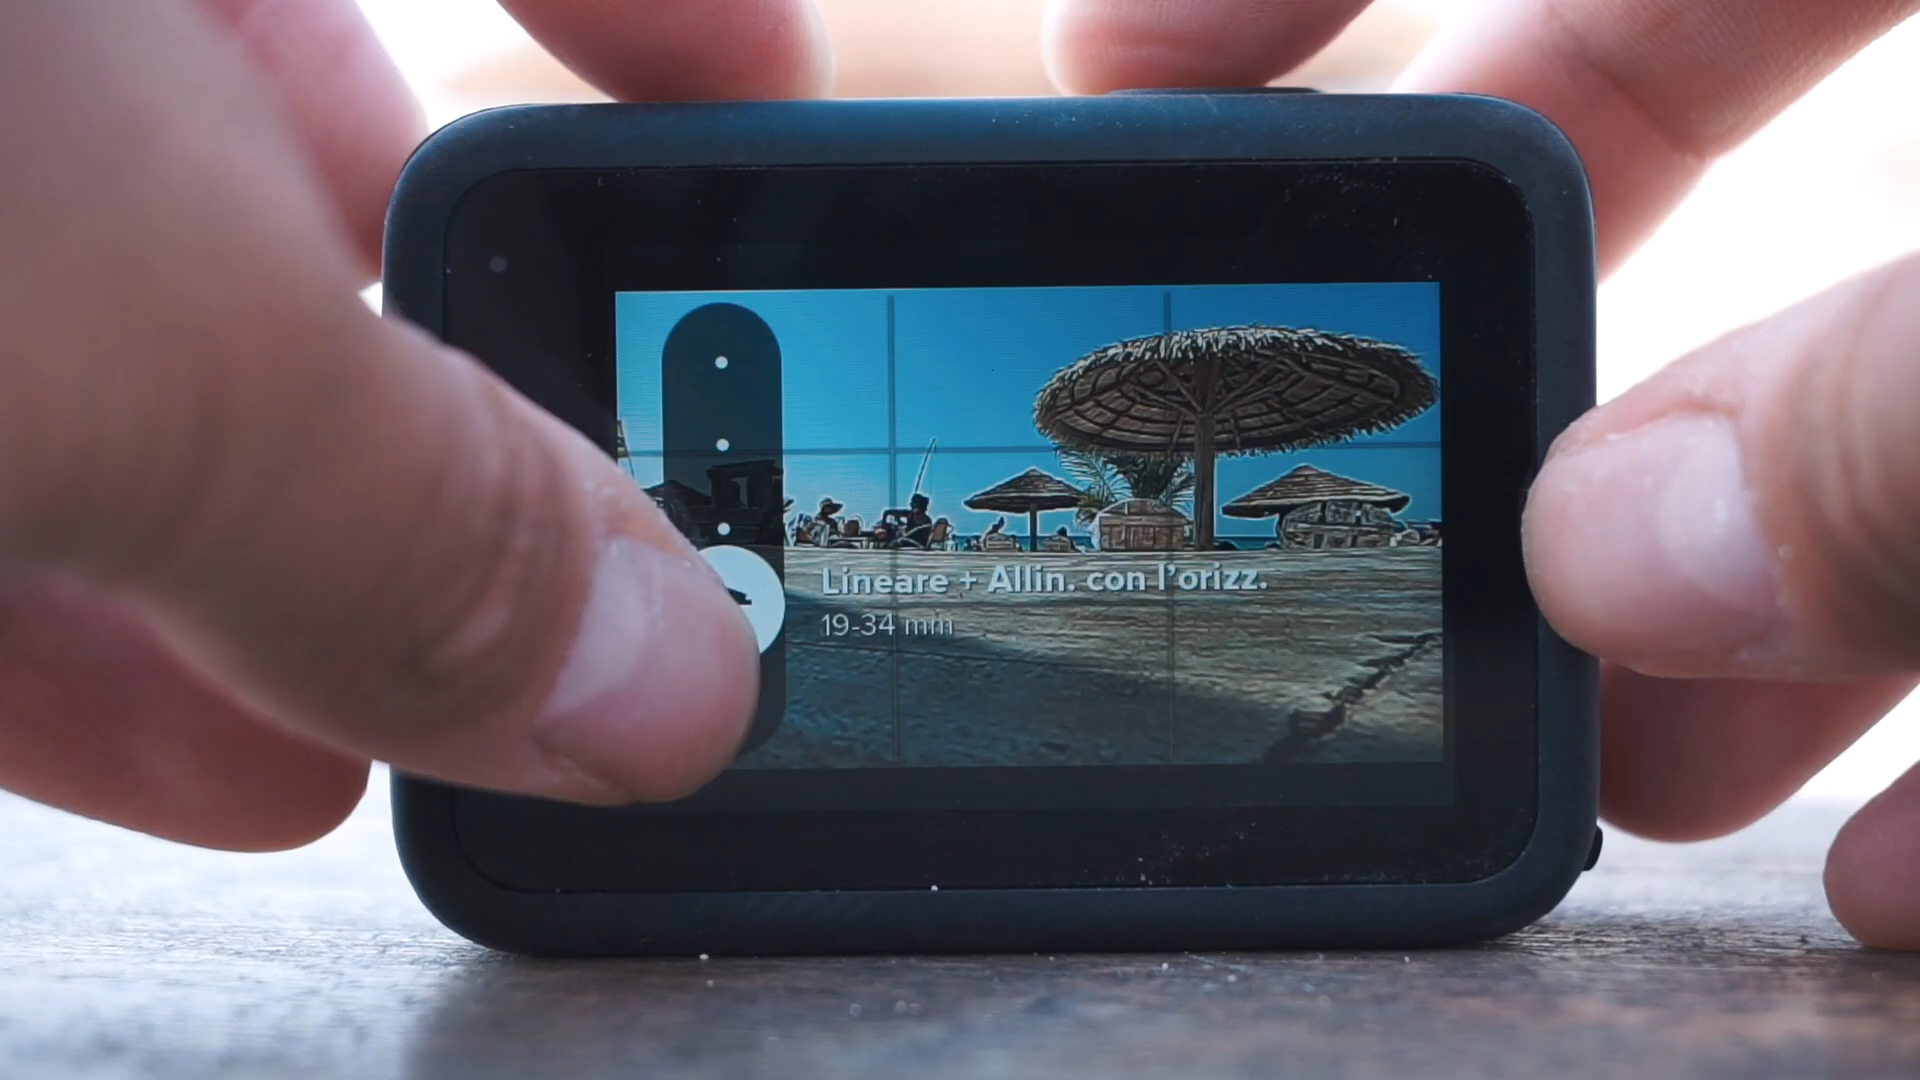 Lineare + Allin. con l’orizz.
19-34 mm